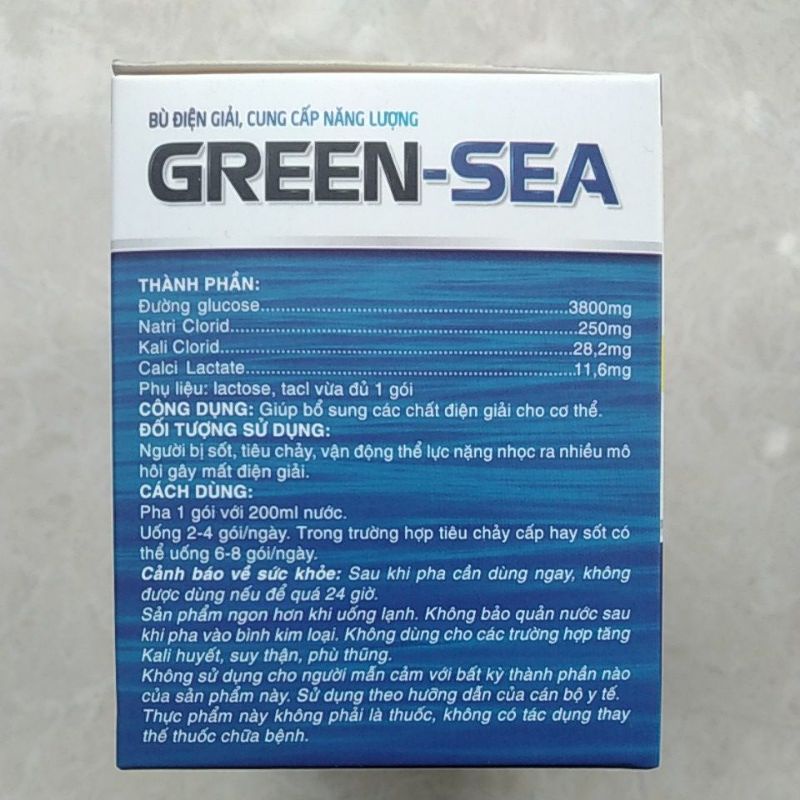 BÙ ĐIỆN GIẢI, CUNG CẤP NĂNG LƯỢNG
GREEN-SEA
THÀNH PHẦN:
Đường glucose..........3800mg
Natri Clorid..........250mg
Kali Clorid..........28,2mg
Calci Lactate..........11,6mg
Phụ liệu: lactose, tacl vừa đủ 1 gói
CÔNG DỤNG: Giúp bổ sung các chất điện giải cho cơ thể.
ĐỐI TƯỢNG SỬ DỤNG:
Người bị sốt, tiêu chảy, vận động thể lực nặng nhọc ra nhiều mô
hôi gây mất điện giải.
CÁCH DÙNG:
Pha 1 gói với 200ml nước.
Uống 2-4 gói/ngày. Trong trường hợp tiêu chảy cấp hay sốt có
thể uống 6-8 gói/ngày.
Cảnh báo về sức khỏe: Sau khi pha cần dùng ngay, không
được dùng nếu để quá 24 giờ.
Sản phẩm ngon hơn khi uống lạnh. Không bảo quản nước sau
khi pha vào bình kim loại. Không dùng cho các trường hợp tăng
Kali huyết, suy thận, phù thũng.
Không sử dụng cho người mẫn cảm với bất kỳ thành phần nào
của sản phẩm này. Sử dụng theo hướng dẫn của cán bộ y tế.
Thực phẩm này không phải là thuốc, không có tác dụng thay
thế thuốc chữa bệnh.